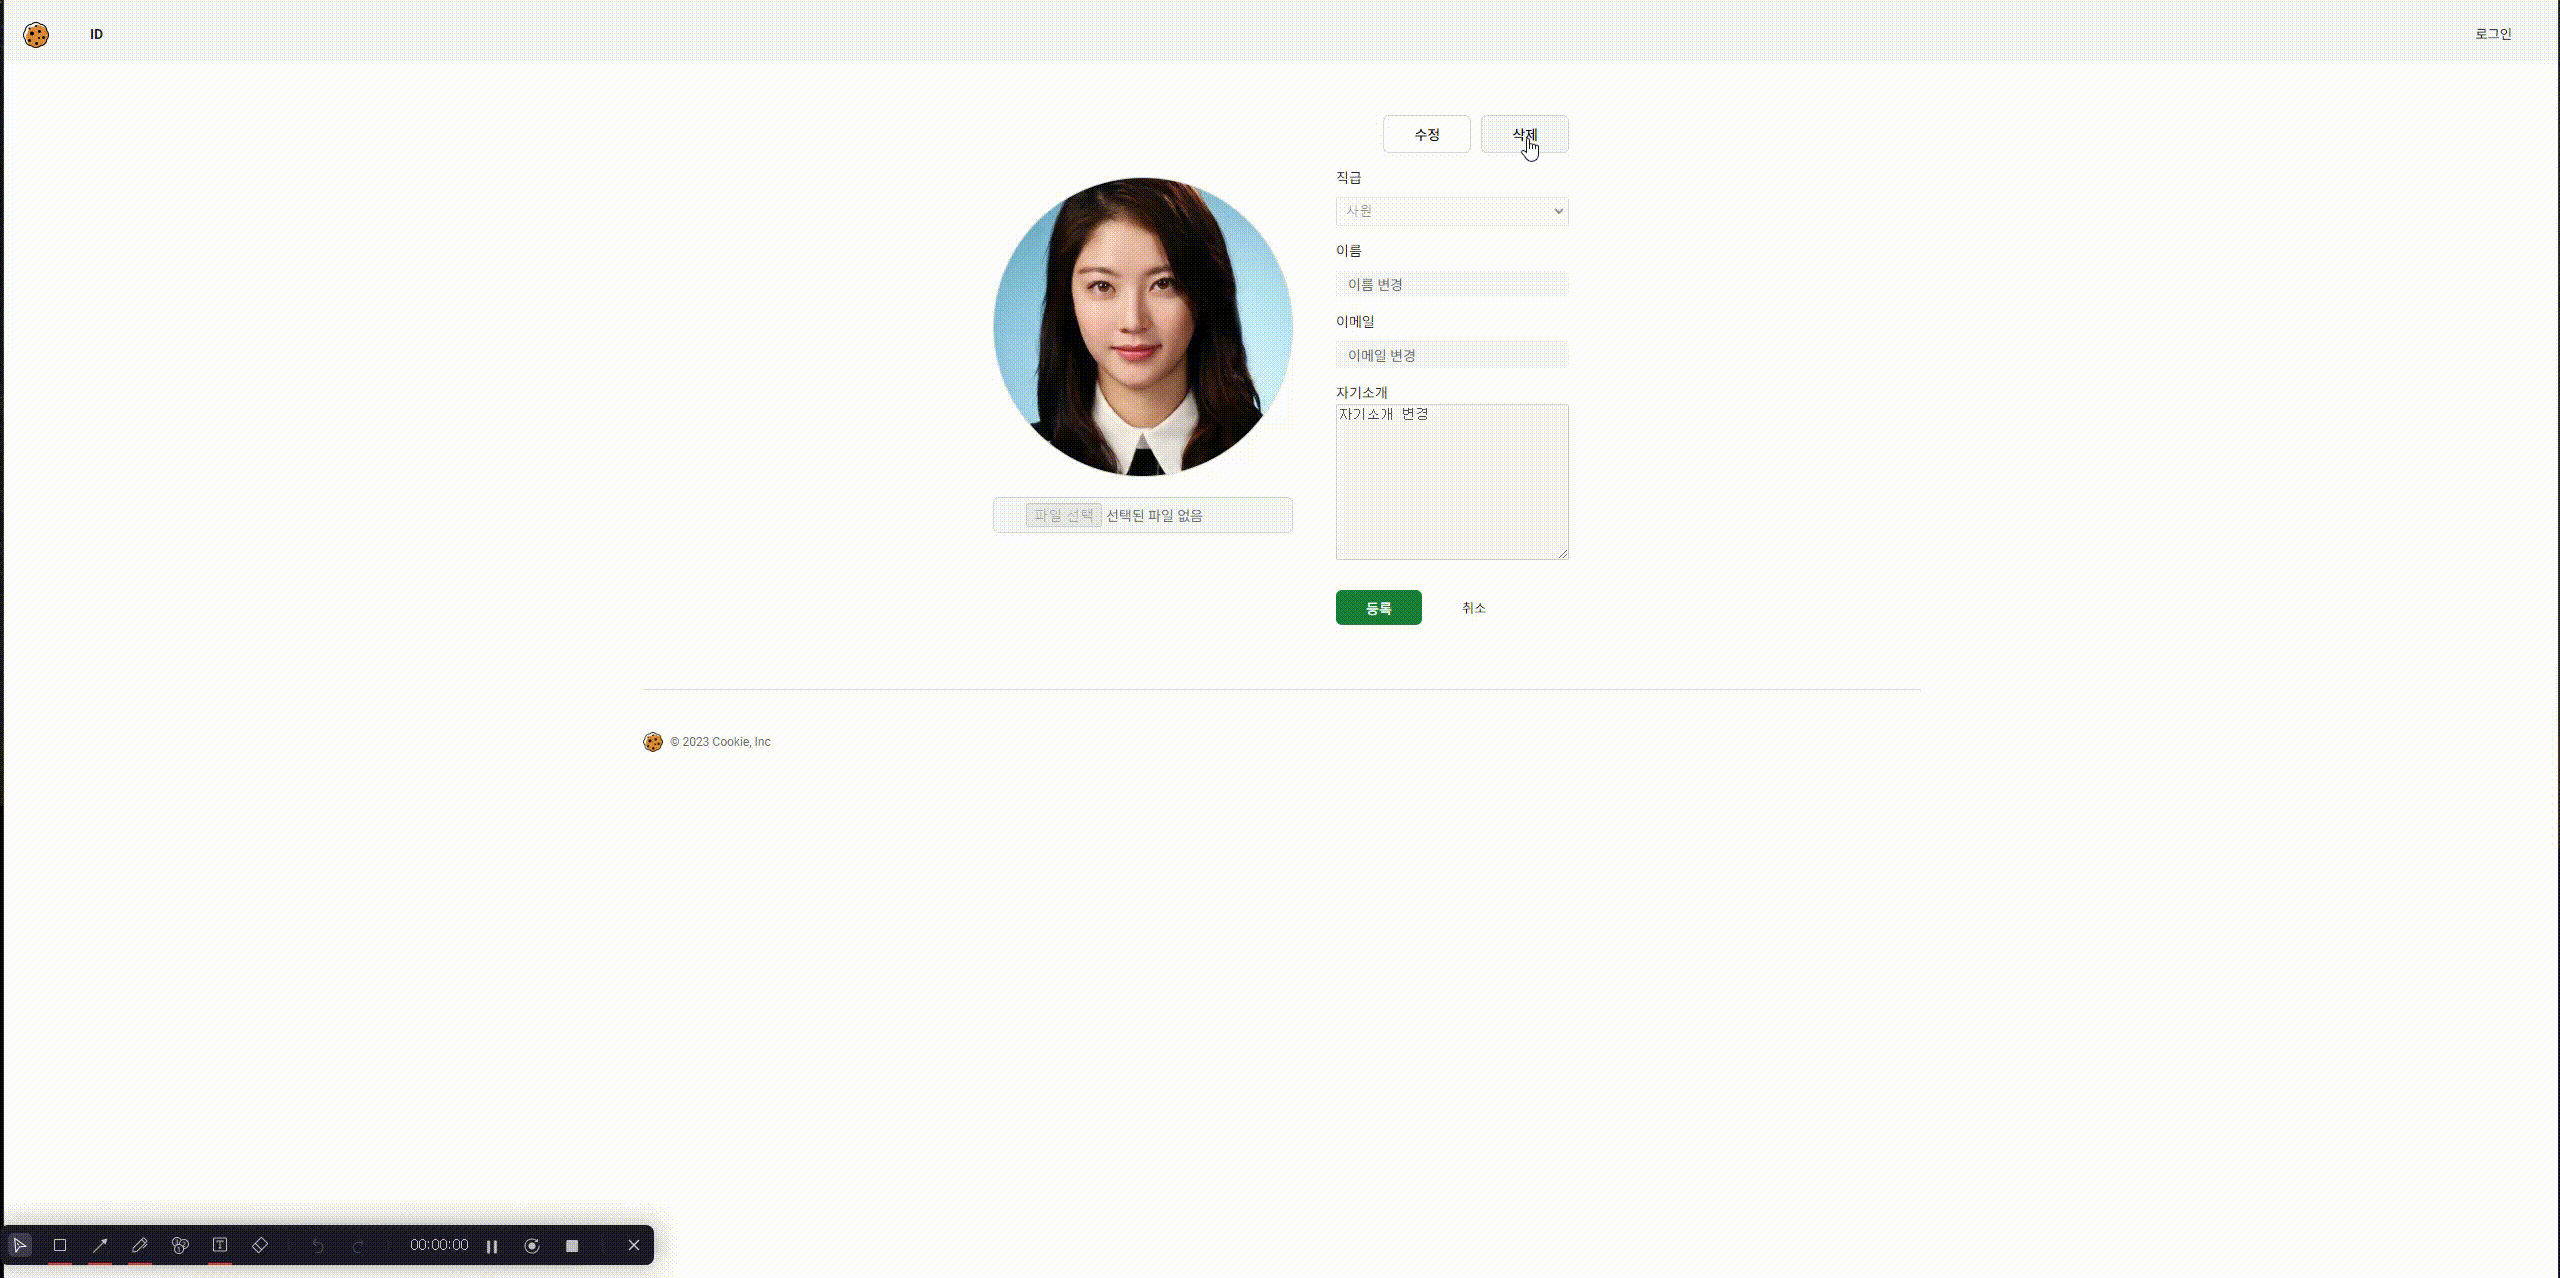 ID
로그인
수정
삭제
직급
사원
이름
이름 변경
이메일
이메일 변경
자기소개
자기소개 변경
파일 선택 선택된 파일 없음
등록
취소
© 2023 Cookie, Inc
T
00:00:00